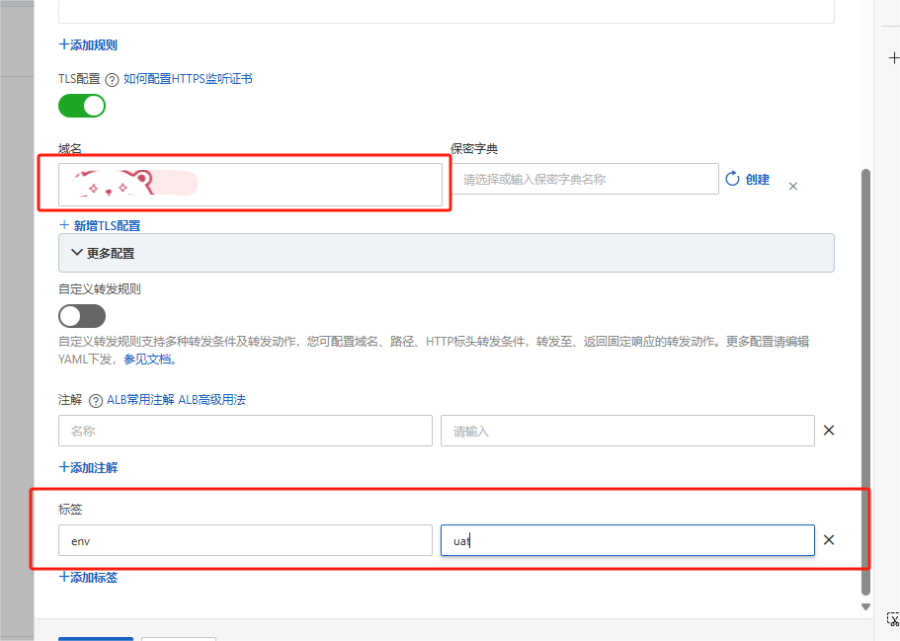 +添加规则
TLS配置 ? 如何配置HTTPS监听证书
域名 保密字典
请选择或输入保密字典名称 创建
+ 新增TLS配置
更多配置
自定义转发规则
自定义转发规则支持多种转发条件及转发动作，您可配置域名、路径、HTTP标头转发条件，转发至、返回固定响应的转发动作。更多配置请编辑
YAML下发，参见文档。
注解 ? ALB常用注解 ALB高级用法
名称 请输入
+添加注解
标签
env uat
+添加标签